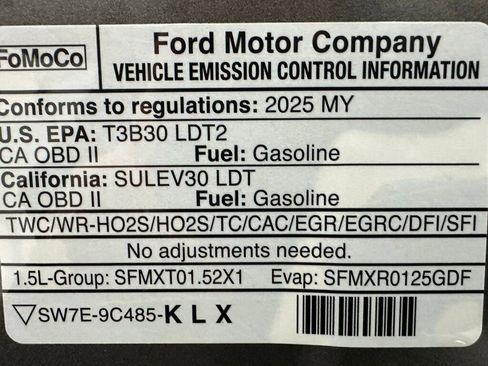 FoMoCo
Ford Motor Company
VEHICLE EMISSION CONTROL INFORMATION
Conforms to regulations: 2025 MY
U.S. EPA: T3B30 LDT2
CA OBD II Fuel: Gasoline
California: SULEV30 LDT
CA OBD II Fuel: Gasoline
TWC/WR-HO2S/HO2S/TC/CAC/EGR/EGRC/DFI/SFI
No adjustments needed.
1.5L-Group: SFMXT01.52X1 Evap: SFMXR0125GDF
▽SW7E-9C485-K L X